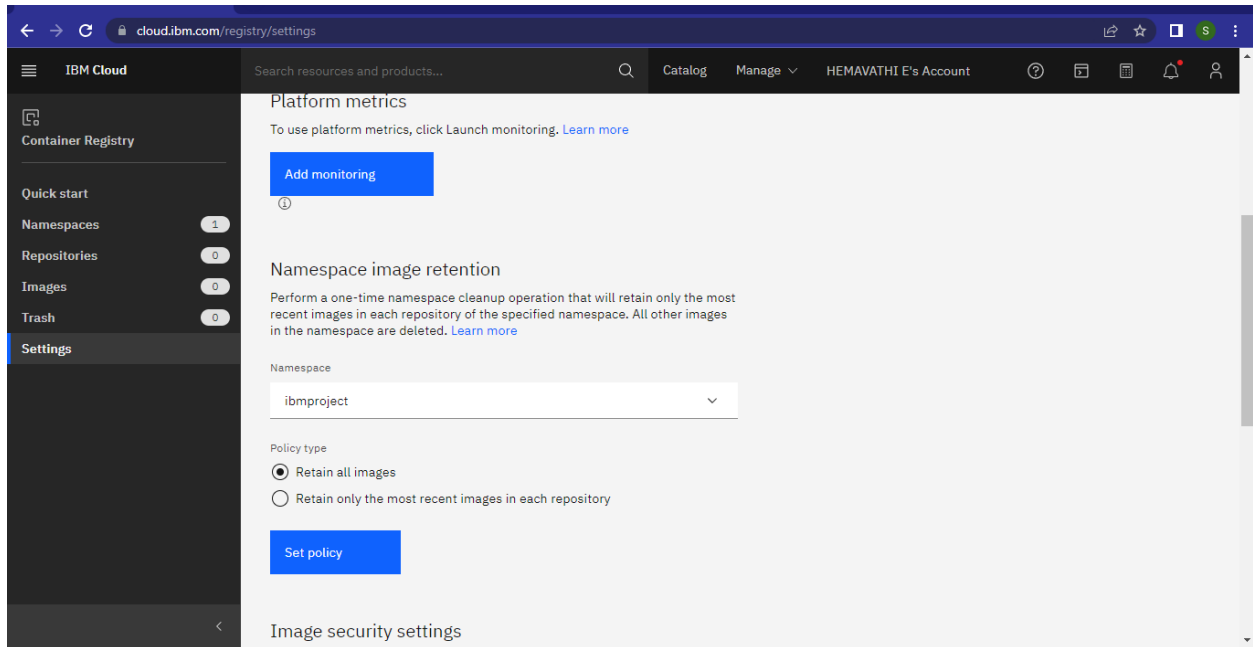 cloud.ibm.com/registry/settings
S
IBM Cloud
Search resources and products...
Catalog
Manage
HEMAVATHI E's Account
Container Registry
Quick start
Namespaces 1
Repositories 0
Images 0
Trash 0
Settings
Platform metrics
To use platform metrics, click Launch monitoring. Learn more
Add monitoring
Namespace image retention
Perform a one-time namespace cleanup operation that will retain only the most
recent images in each repository of the specified namespace. All other images
in the namespace are deleted. Learn more
Namespace
ibmproject
Policy type
Retain all images
Retain only the most recent images in each repository
Set policy
Image security settings